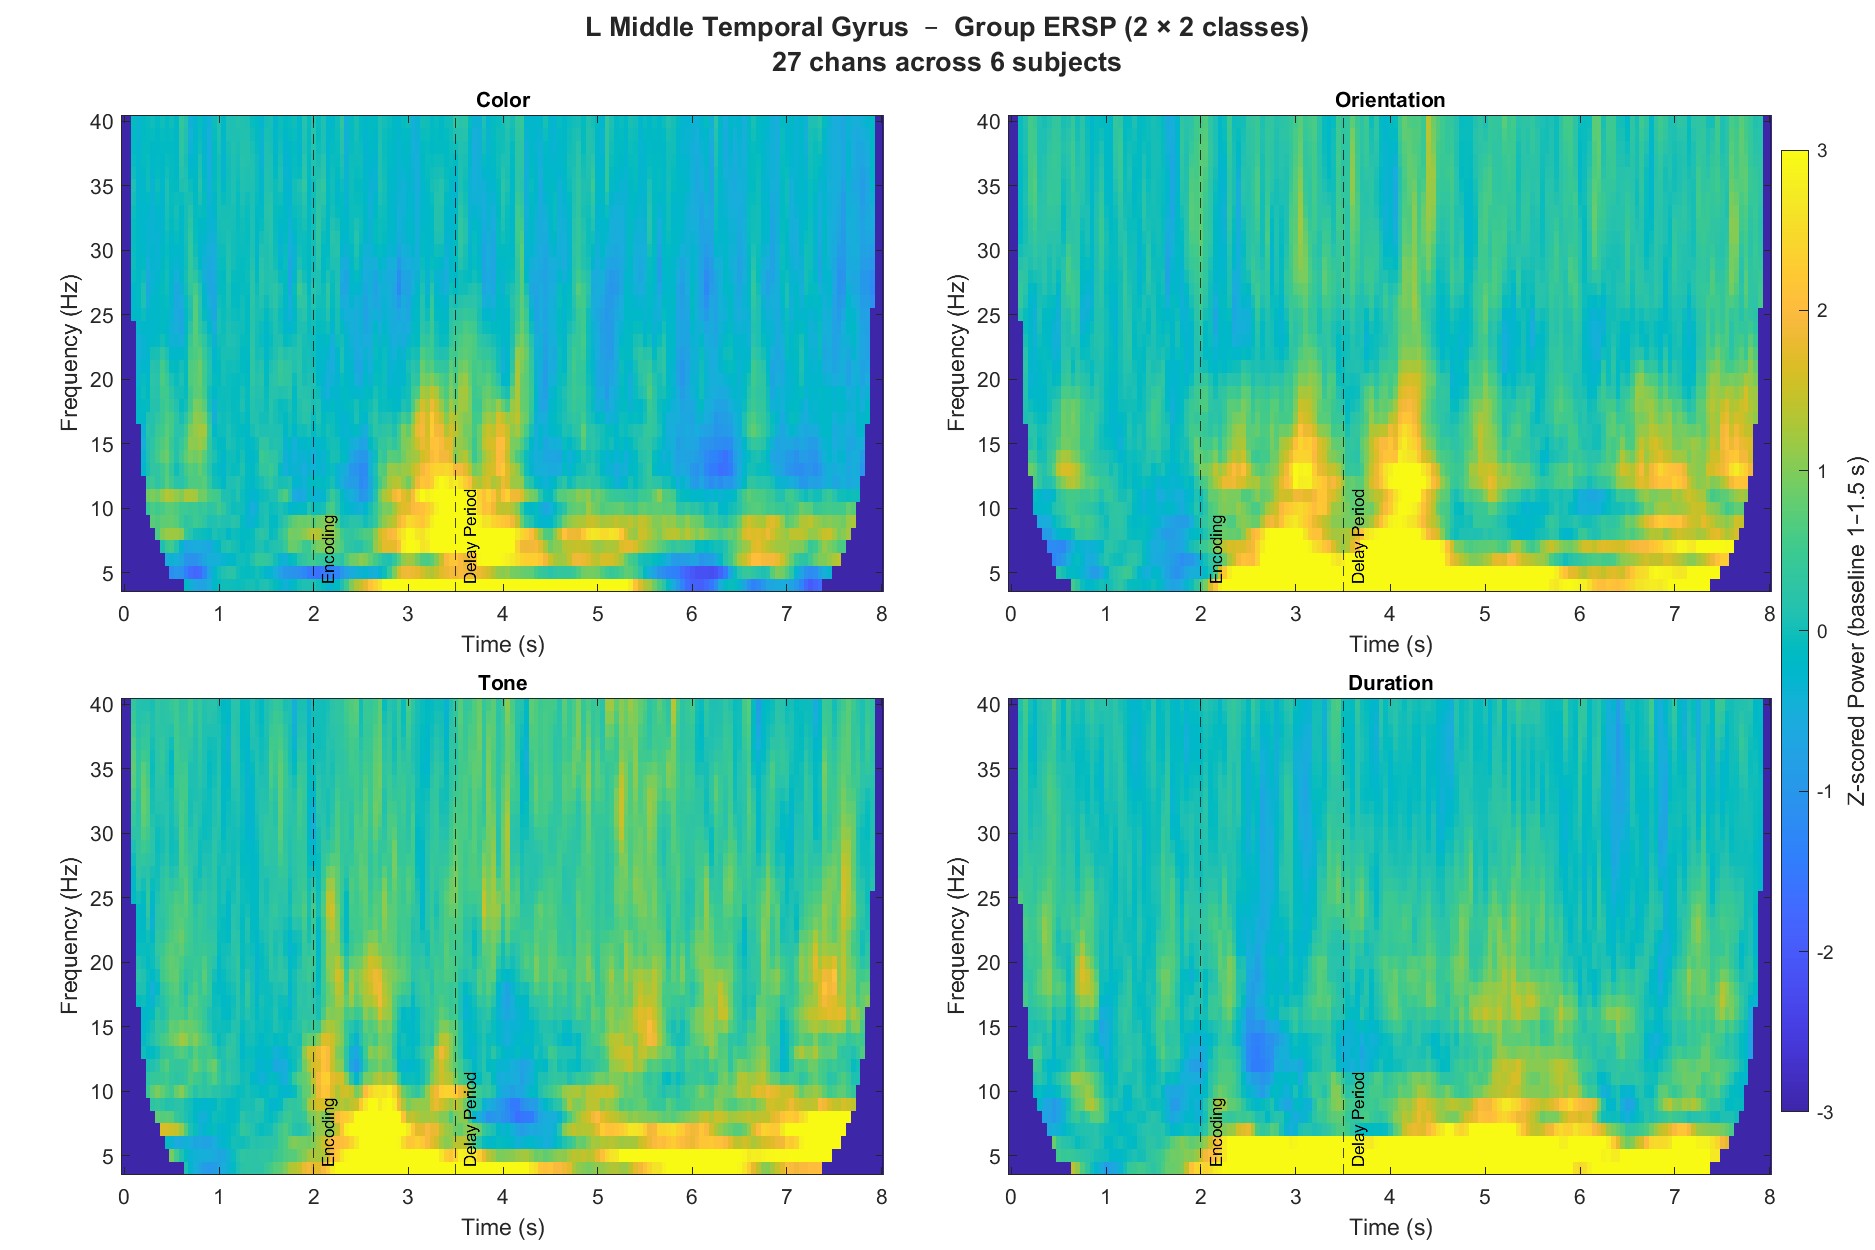 L Middle Temporal Gyrus – Group ERSP (2 × 2 classes)
27 chans across 6 subjects
Color
40
35
30
25
20
15
10
5
Frequency (Hz)
Encoding
Delay Period
0 1 2 3 4 5 6 7 8
Time (s)
Orientation
40
35
30
25
20
15
10
5
Frequency (Hz)
Encoding
Delay Period
0 1 2 3 4 5 6 7 8
Time (s)
Tone
40
35
30
25
20
15
10
5
Frequency (Hz)
Encoding
Delay Period
0 1 2 3 4 5 6 7 8
Time (s)
Duration
40
35
30
25
20
15
10
5
Frequency (Hz)
Encoding
Delay Period
0 1 2 3 4 5 6 7 8
Time (s)
3
2
1
0
-1
-2
-3
Z-scored Power (baseline 1–1.5 s)